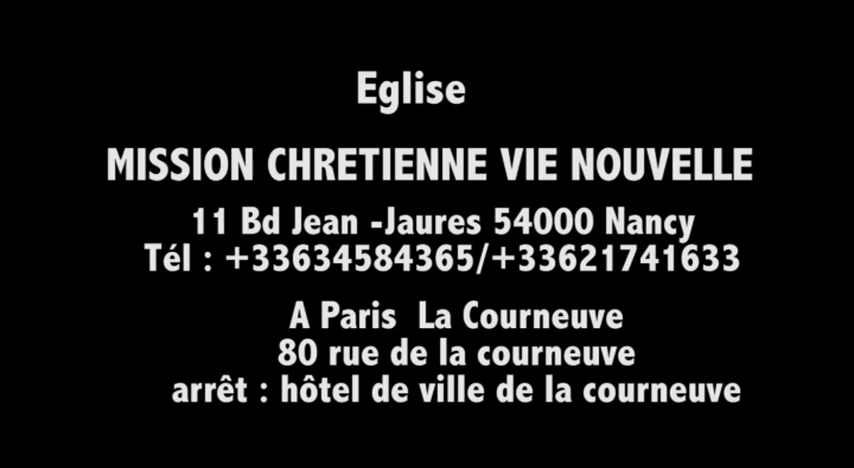 Eglise
MISSION CHRETIENNE VIE NOUVELLE
11 Bd Jean -Jaures 54000 Nancy
Tél : +33634584365/+33621741633
A Paris  La Courneuve
80 rue de la courneuve
arrêt : hôtel de ville de la courneuve